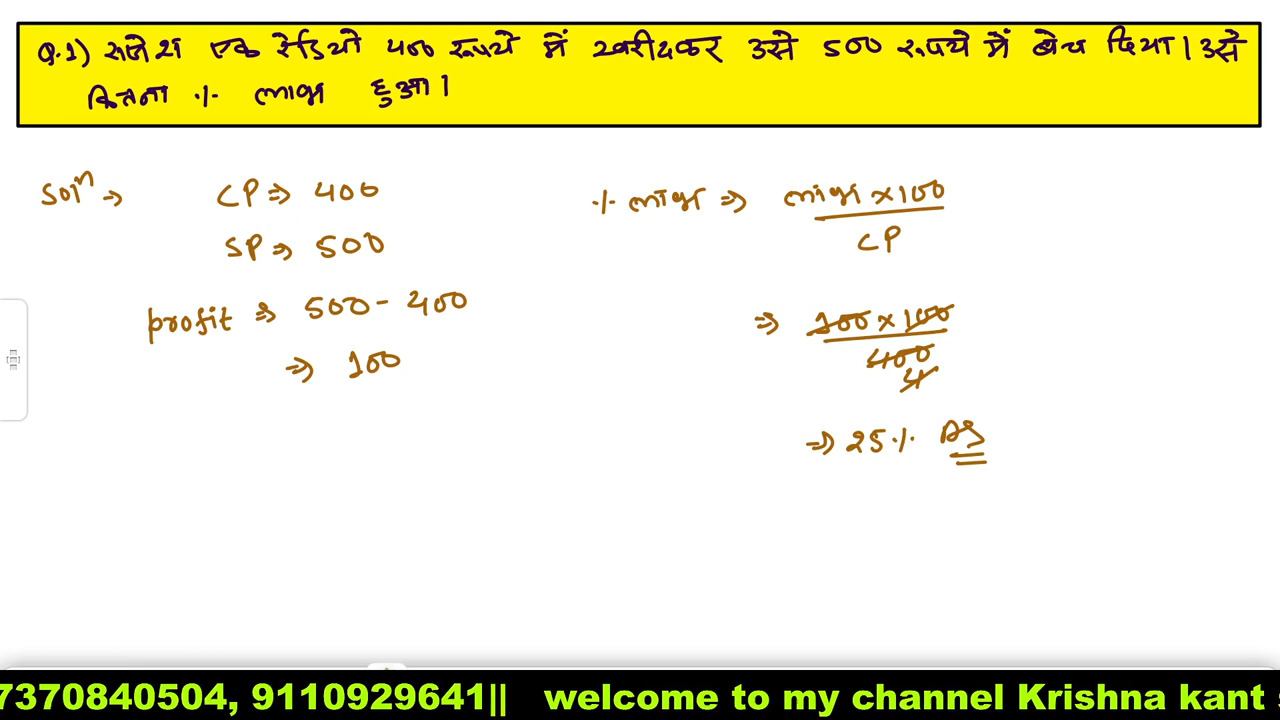 Q.1) राजेश एक रेडियो 400 रूपये में खरीदकर उसे 500 रूपये में बेच दिया। उसे
कितना % लाभ हुआ।
Solⁿ ⇒ CP ⇒ 400
SP ⇒ 500
profit ⇒ 500 - 400
⇒ 100
% लाभ ⇒ लाभ × 100
CP
⇒ 100 × 100
400
4
⇒ 25% Ans
7370840504, 9110929641|| welcome to my channel Krishna kant